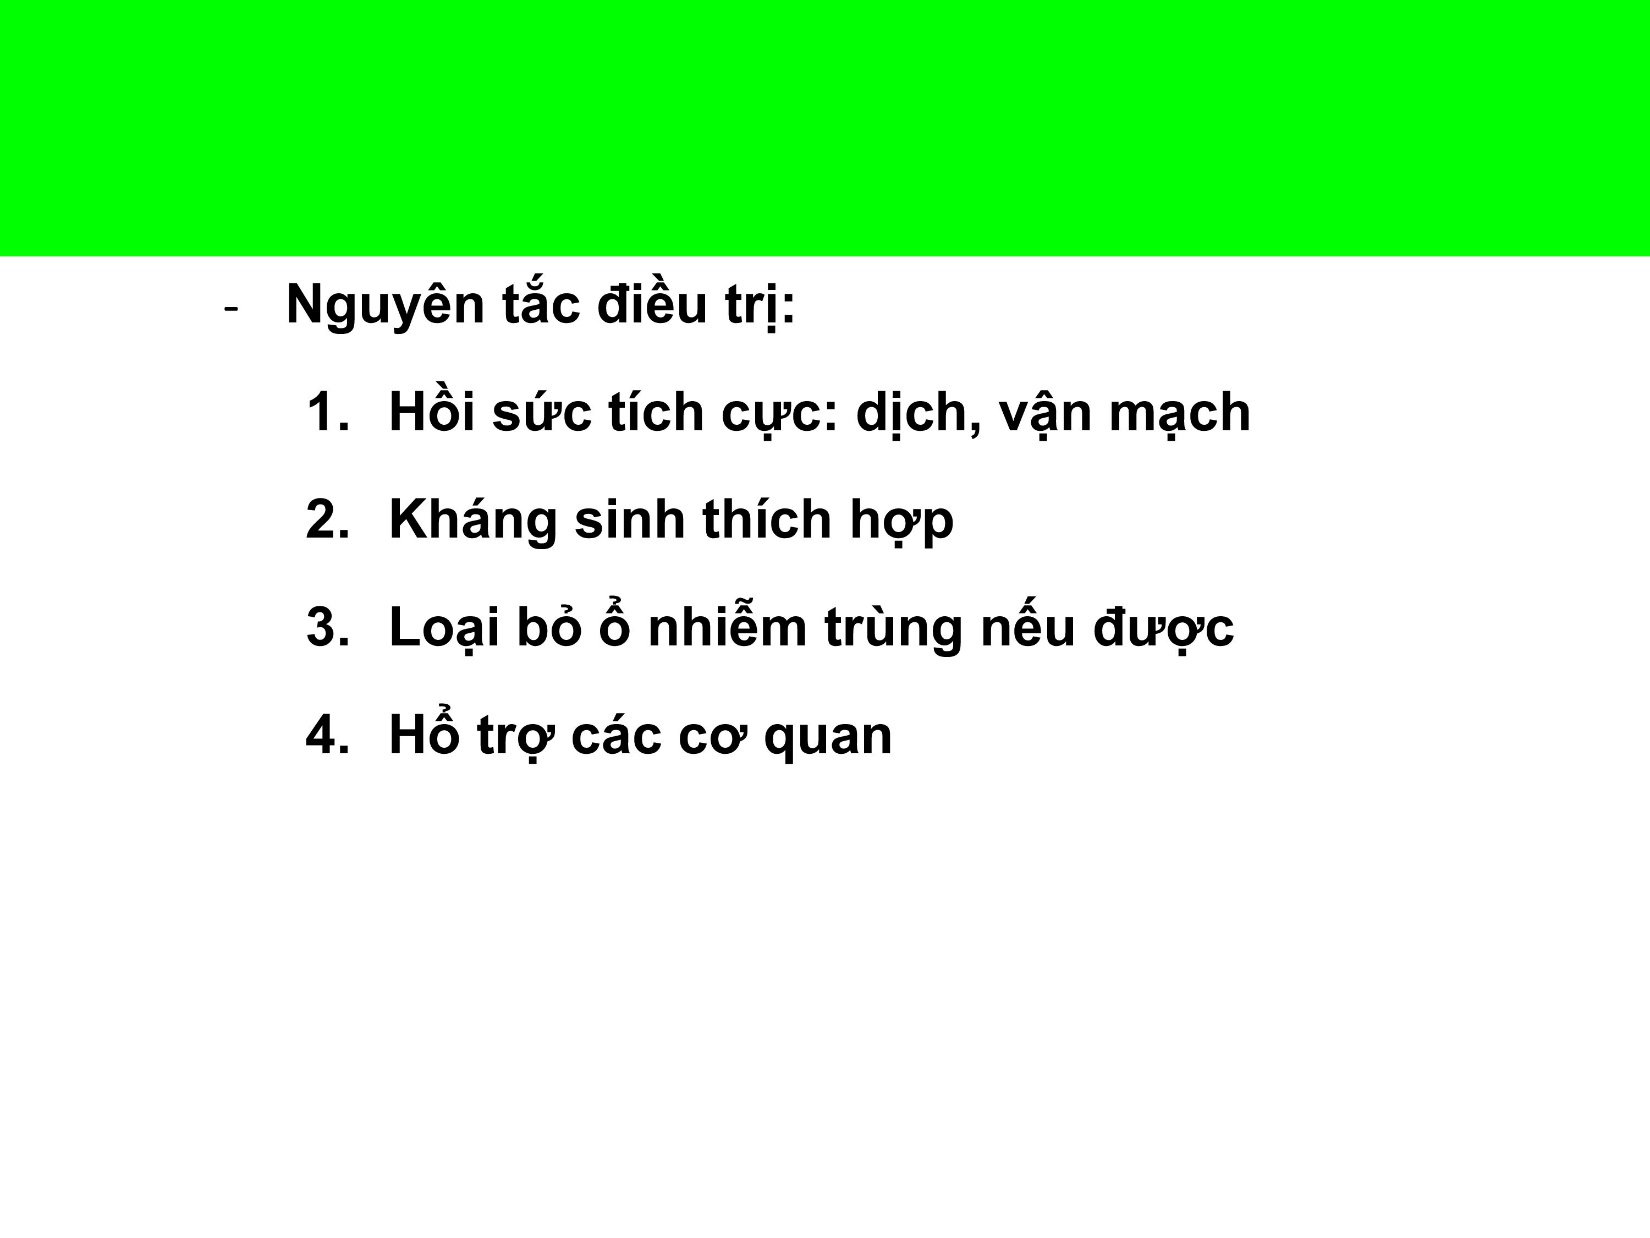 - Nguyên tắc điều trị:
1. Hồi sức tích cực: dịch, vận mạch
2. Kháng sinh thích hợp
3. Loại bỏ ổ nhiễm trùng nếu được
4. Hổ trợ các cơ quan